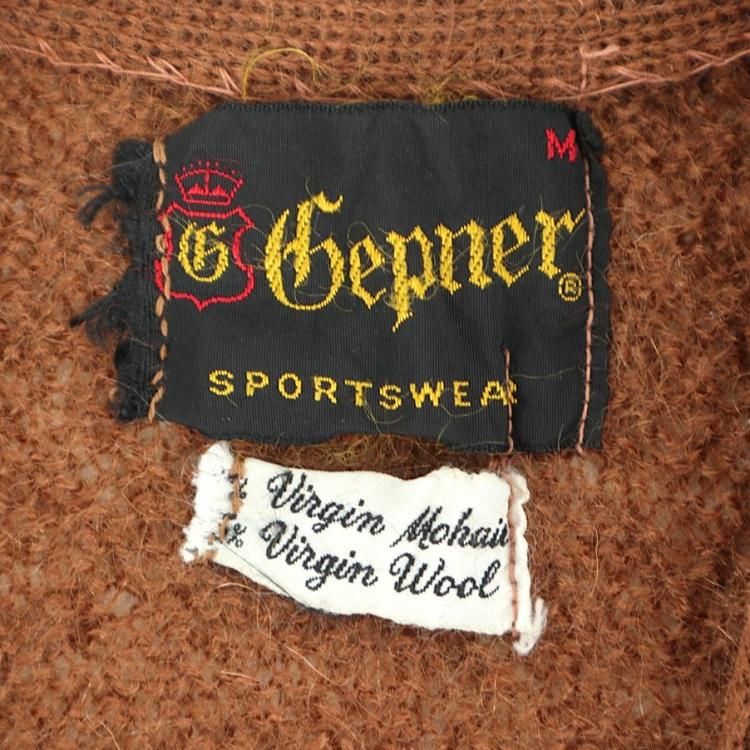 M
G Gepner ®
SPORTSWEAR
% Virgin Mohair
% Virgin Wool